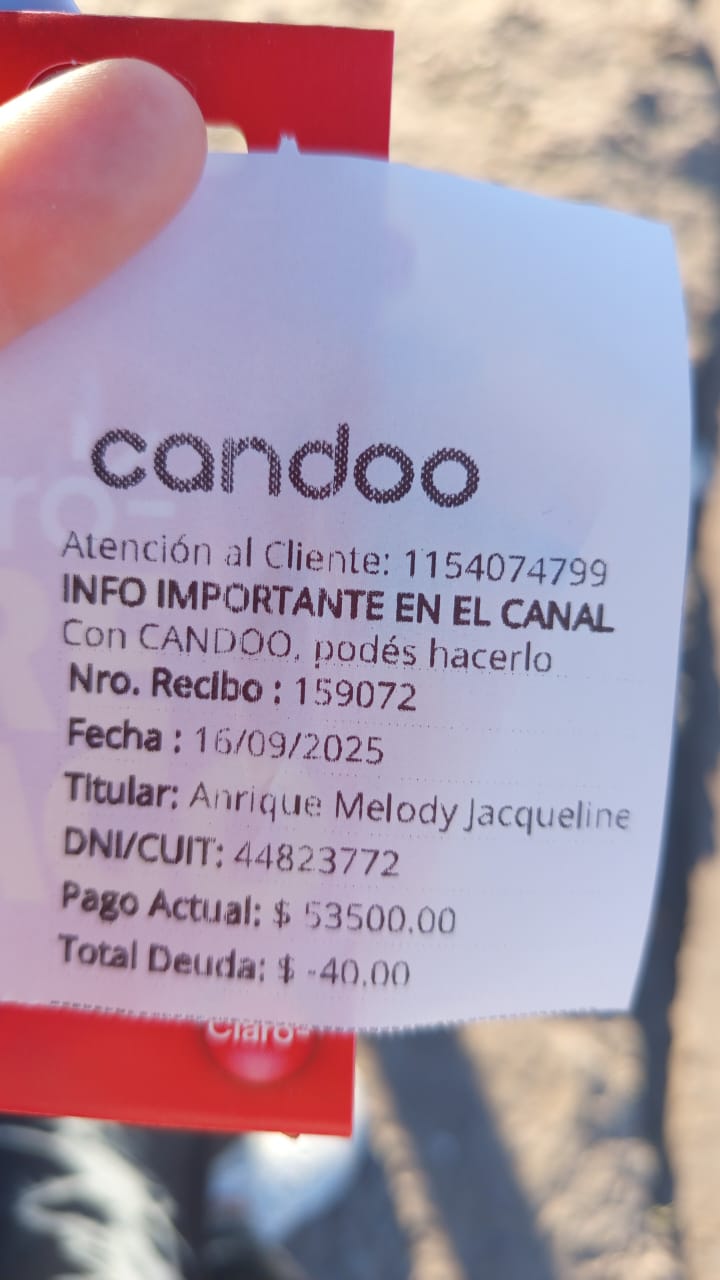 candoo
Atención al Cliente: 1154074799
INFO IMPORTANTE EN EL CANAL
Con CANDOO, podés hacerlo
Nro. Recibo : 159072
Fecha : 16/09/2025
Titular: Anrique Melody Jacqueline
DNI/CUIT: 44823772
Pago Actual: $ 53500.00
Total Deuda: $ -40.00
Claro-